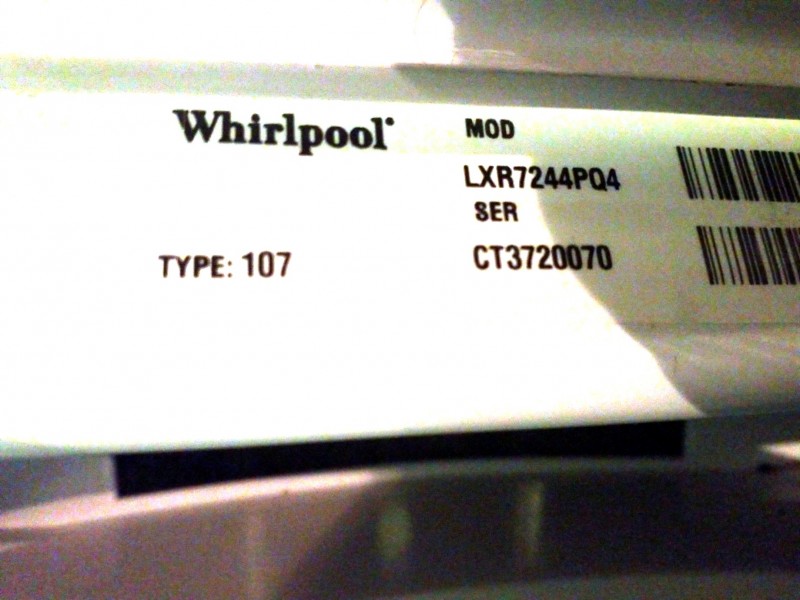 Whirlpool
MOD
LXR7244PQ4
SER
TYPE: 107
CT3720070